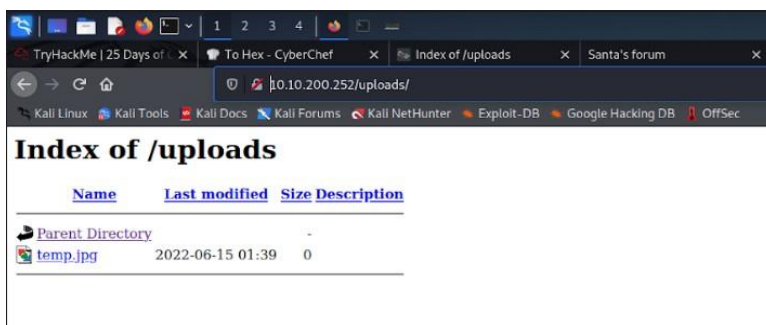 1 2 3 4
TryHackMe | 25 Days of C
To Hex - CyberChef
Index of /uploads
Santa's forum
10.10.200.252/uploads/
Kali Linux Kali Tools Kali Docs Kali Forums Kali NetHunter Exploit-DB Google Hacking DB OffSec
Index of /uploads
Name Last modified Size Description
Parent Directory -
temp.jpg 2022-06-15 01:39 0